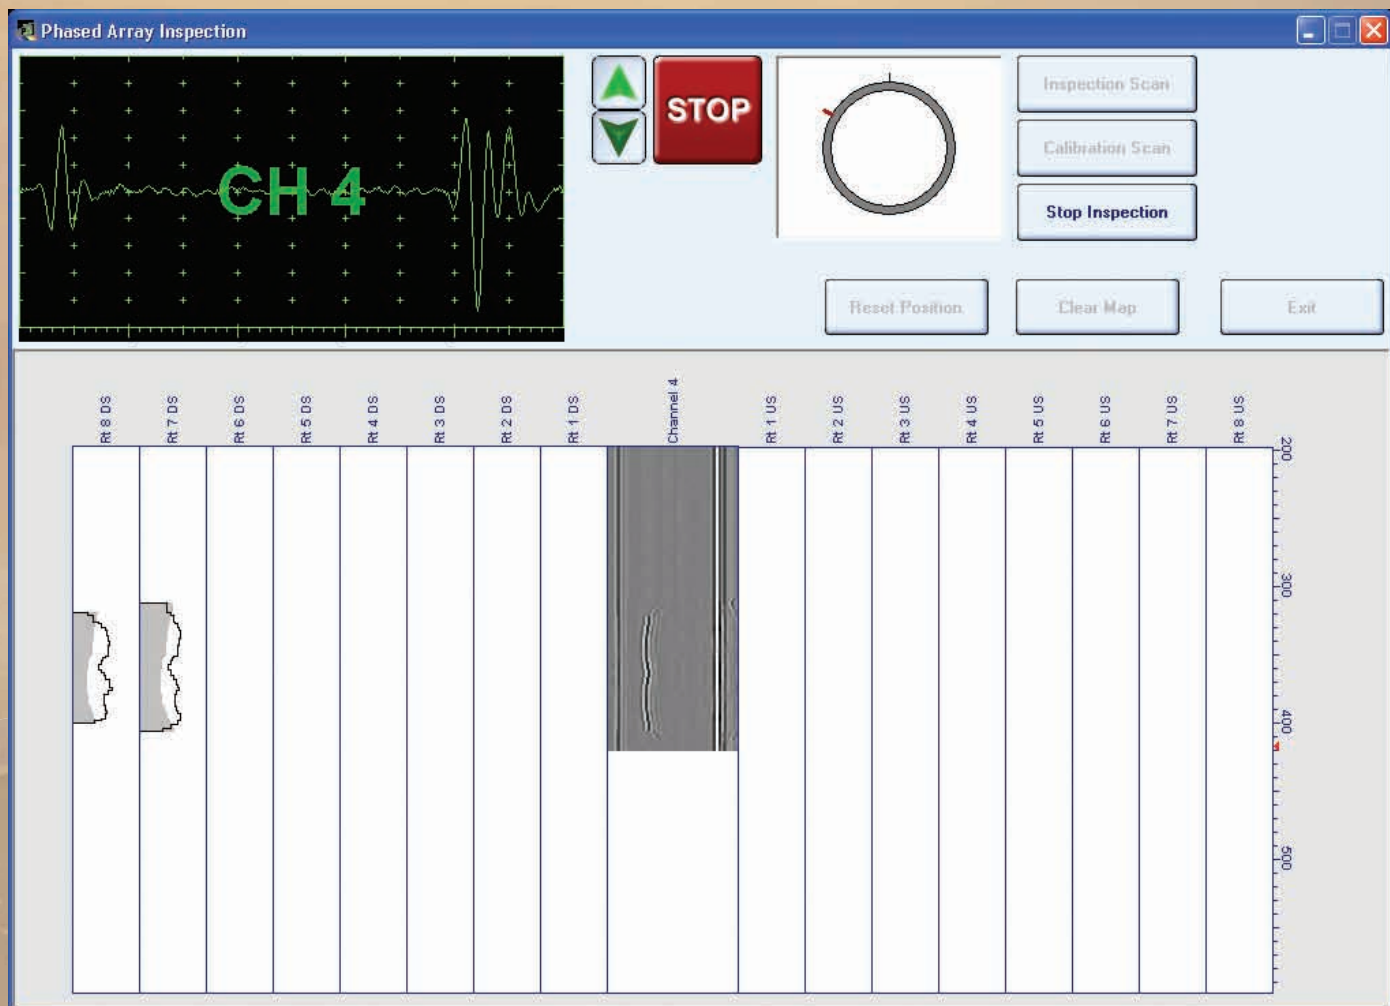 Phased Array Inspection
CH 4
STOP
Inspection Scan
Calibration Scan
Stop Inspection
Reset Position
Clear Map
Exit
Rt 8 DS
Rt 7 DS
Rt 6 DS
Rt 5 DS
Rt 4 DS
Rt 3 DS
Rt 2 DS
Rt 1 DS
Channel 4
Rt 1 US
Rt 2 US
Rt 3 US
Rt 4 US
Rt 5 US
Rt 6 US
Rt 7 US
Rt 8 US
200
300
400
500